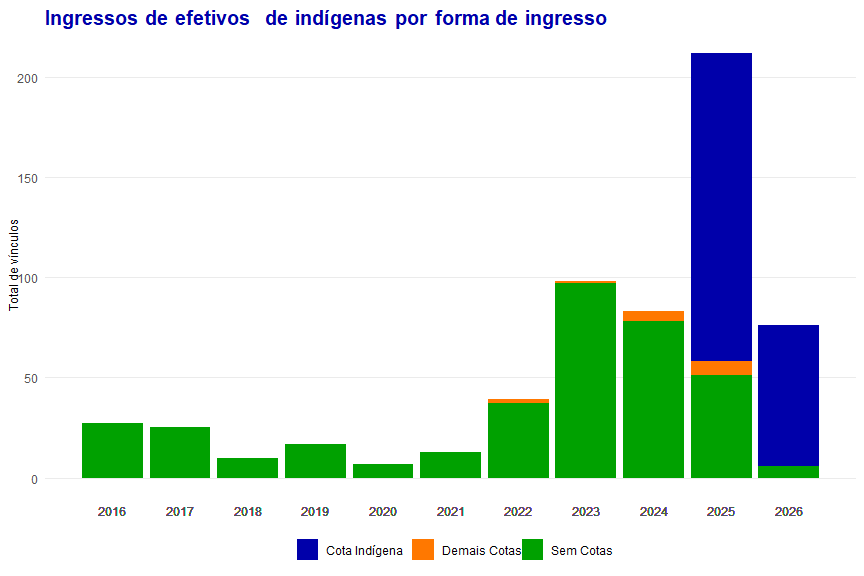 Ingressos de efetivos  de indígenas por forma de ingresso
Total de vínculos
200
150
100
50
0
2016 2017 2018 2019 2020 2021 2022 2023 2024 2025 2026
Cota Indígena Demais Cotas Sem Cotas